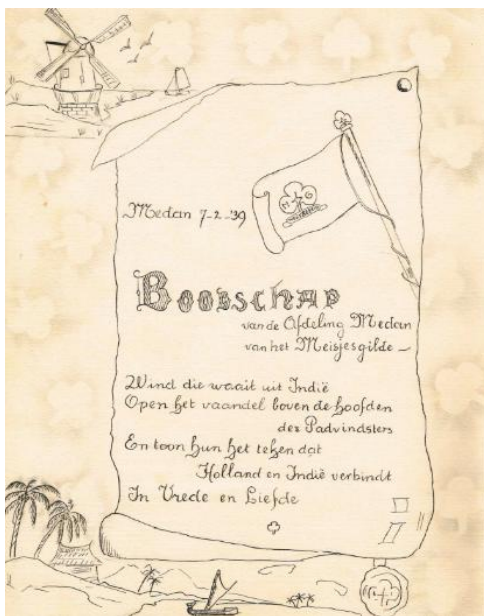 Medan 7-2-'39
M G
Boodschap
van de Afdeling Medan
van het Meisjesgilde –
Wind die waait uit Indië
Open het vaandel boven de hoofden
der Padvindsters
En toon hun het teken dat
Holland en Indië verbindt
In Vrede en Liefde